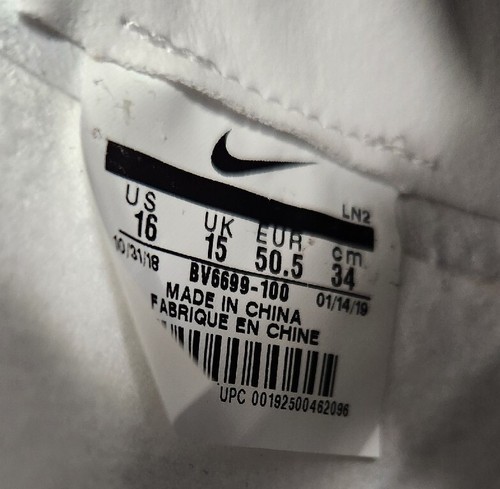 LN2
US UK EUR cm
16 15 50.5 34
10/31/18 BV6699-100 01/14/19
MADE IN CHINA
FABRIQUE EN CHINE
UPC 00192500462096